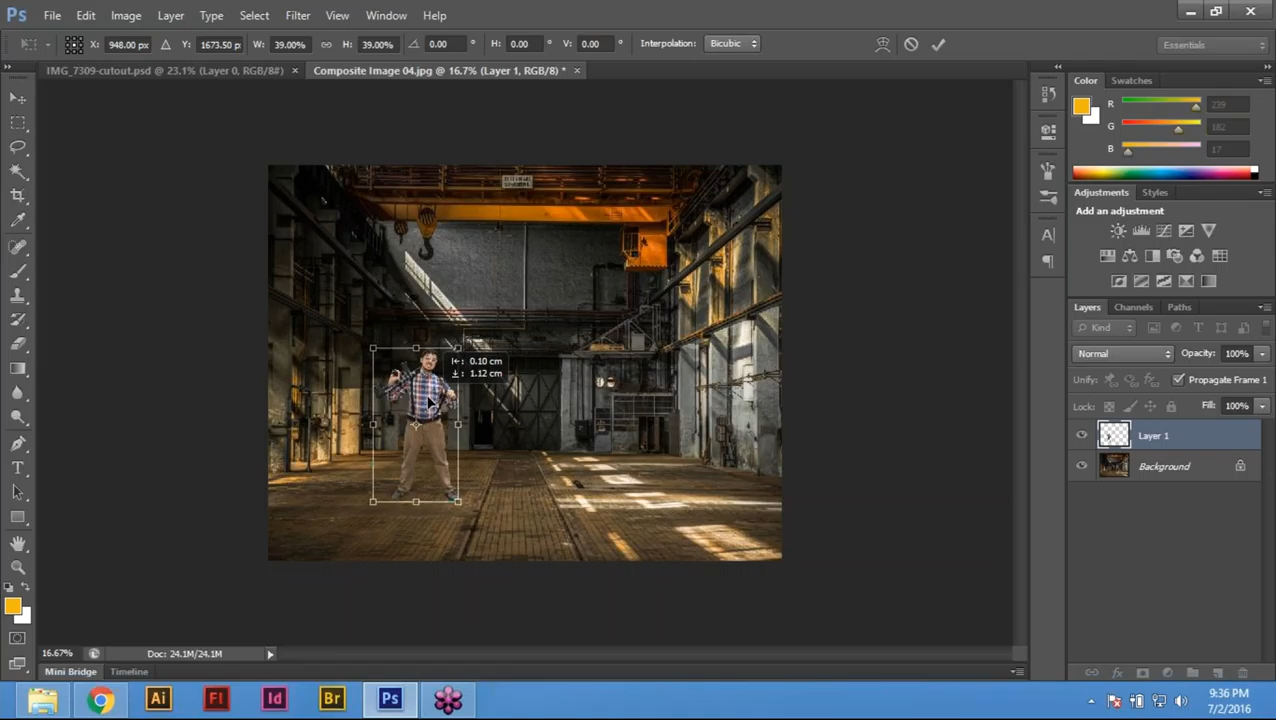 Ps File Edit Image Layer Type Select Filter View Window Help
X: 948.00 px Y: 1673.50 p W: 39.00% H: 39.00% 0.00 ° H: 0.00 ° V: 0.00 ° Interpolation: Bicubic Essentials
IMG_7309-cutout.psd @ 23.1% (Layer 0, RGB/8#) × Composite Image 04.jpg @ 16.7% (Layer 1, RGB/8) * ×
Color Swatches
R 239
G 182
B 17
Adjustments Styles
Add an adjustment
Layers Channels Paths
Kind
Normal Opacity: 100%
Unify: Propagate Frame 1
Lock: Fill: 100%
Layer 1
Background
0.10 cm
1.12 cm
A
T
16.67% Doc: 24.1M/24.1M
Mini Bridge Timeline
Ai Fl Id Br Ps
9:36 PM
7/2/2016